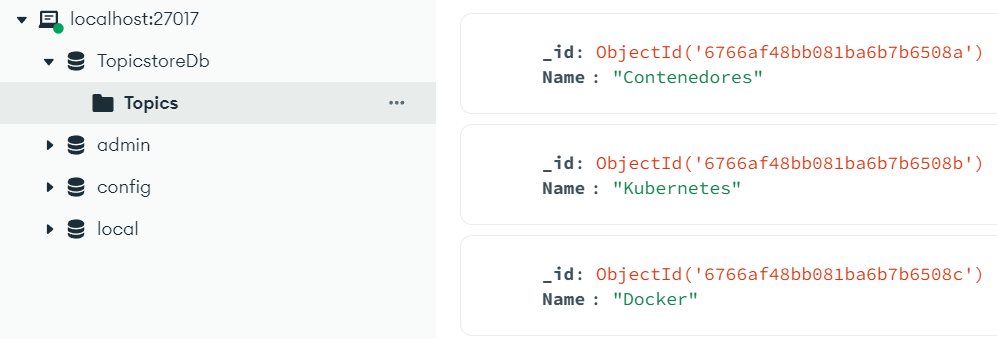 localhost:27017
TopicstoreDb
Topics
admin
config
local
_id: ObjectId('6766af48bb081ba6b7b6508a')
Name : "Contenedores"
_id: ObjectId('6766af48bb081ba6b7b6508b')
Name : "Kubernetes"
_id: ObjectId('6766af48bb081ba6b7b6508c')
Name : "Docker"